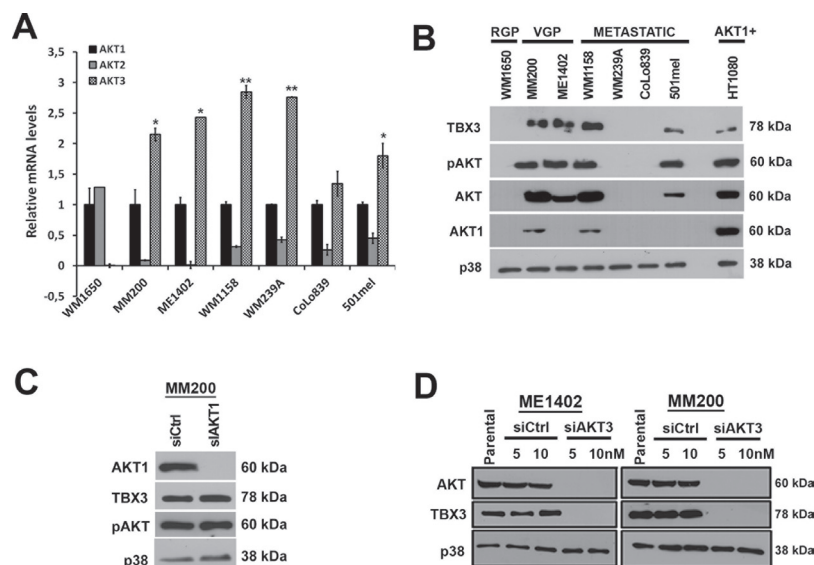 A
AKT1
AKT2
AKT3
Relative mRNA levels
3,5
3
2,5
2
1,5
1
0,5
0
-0,5
*
*
**
**
*
WM1650
MM200
ME1402
WM1158
WM239A
CoLo839
501mel
B
RGP VGP METASTATIC AKT1+
WM1650 MM200 ME1402 WM1158 WM239A CoLo839 501mel HT1080
TBX3 78 kDa
pAKT 60 kDa
AKT 60 kDa
AKT1 60 kDa
p38 38 kDa
C
MM200
siCtrl siAKT1
AKT1 60 kDa
TBX3 78 kDa
pAKT 60 kDa
p38 38 kDa
D
ME1402 MM200
Parental siCtrl siAKT3 Parental siCtrl siAKT3
5 10 5 10nM 5 10 5 10nM
AKT 60 kDa
TBX3 78 kDa
p38 38 kDa